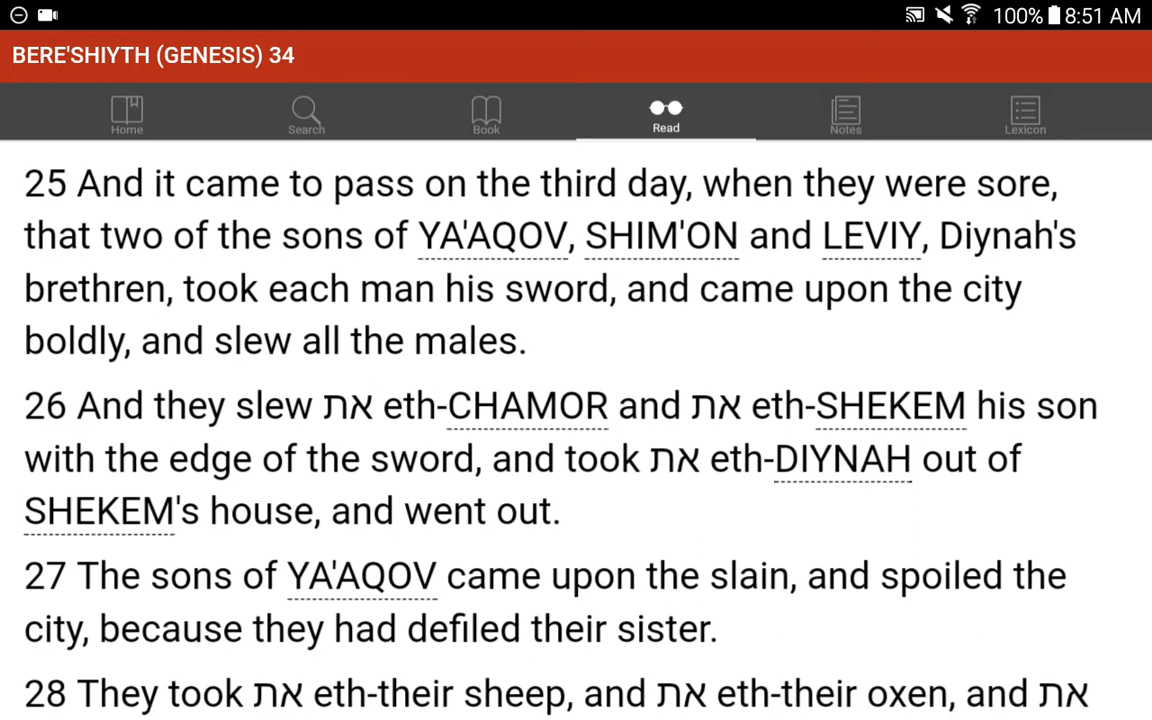 100% 8:51 AM
BERE'SHIYTH (GENESIS) 34
Home Search Book Read Notes Lexicon
25 And it came to pass on the third day, when they were sore,
that two of the sons of YA'AQOV, SHIM'ON and LEVIY, Diynah's
brethren, took each man his sword, and came upon the city
boldly, and slew all the males.
26 And they slew את eth-CHAMOR and את eth-SHEKEM his son
with the edge of the sword, and took את eth-DIYNAH out of
SHEKEM's house, and went out.
27 The sons of YA'AQOV came upon the slain, and spoiled the
city, because they had defiled their sister.
28 They took את eth-their sheep, and את eth-their oxen, and את